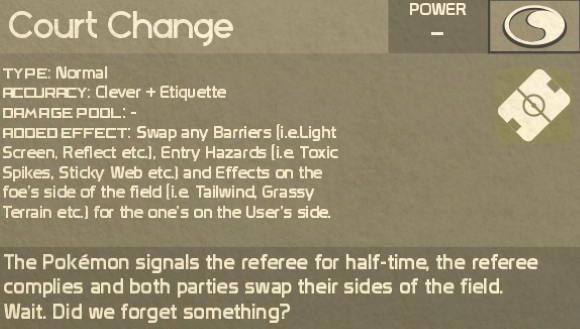 Court Change
POWER
–
TYPE: Normal
ACCURACY: Clever + Etiquette
DAMAGE POOL: -
ADDED EFFECT: Swap any Barriers (i.e.Light
Screen, Reflect etc.), Entry Hazards (i.e. Toxic
Spikes, Sticky Web etc.) and Effects on the
foe's side of the field (i.e. Tailwind, Grassy
Terrain etc.) for the one's on the User's side.
The Pokémon signals the referee for half-time, the referee
complies and both parties swap their sides of the field.
Wait. Did we forget something?